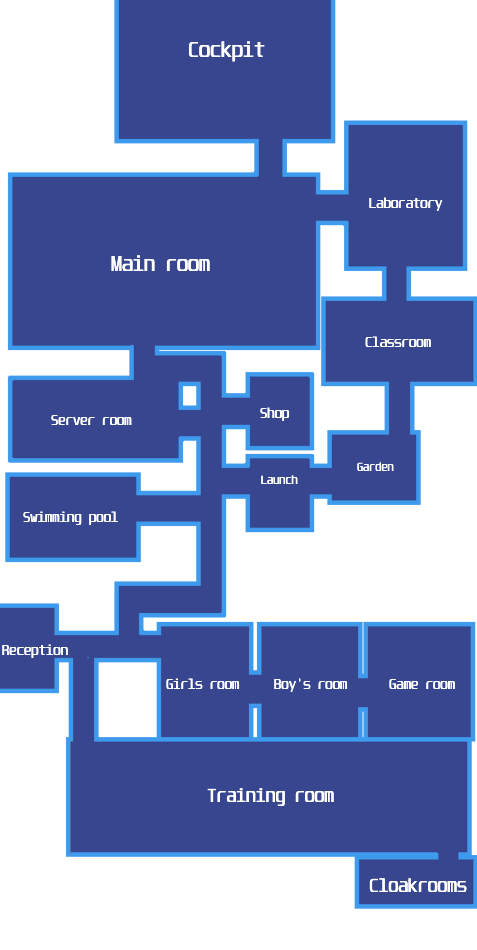 Cockpit
Laboratory
Main room
Classroom
Shop
Server room
Garden
Launch
Swimming pool
Reception
Girls room
Boy's room
Game room
Training room
Cloakrooms